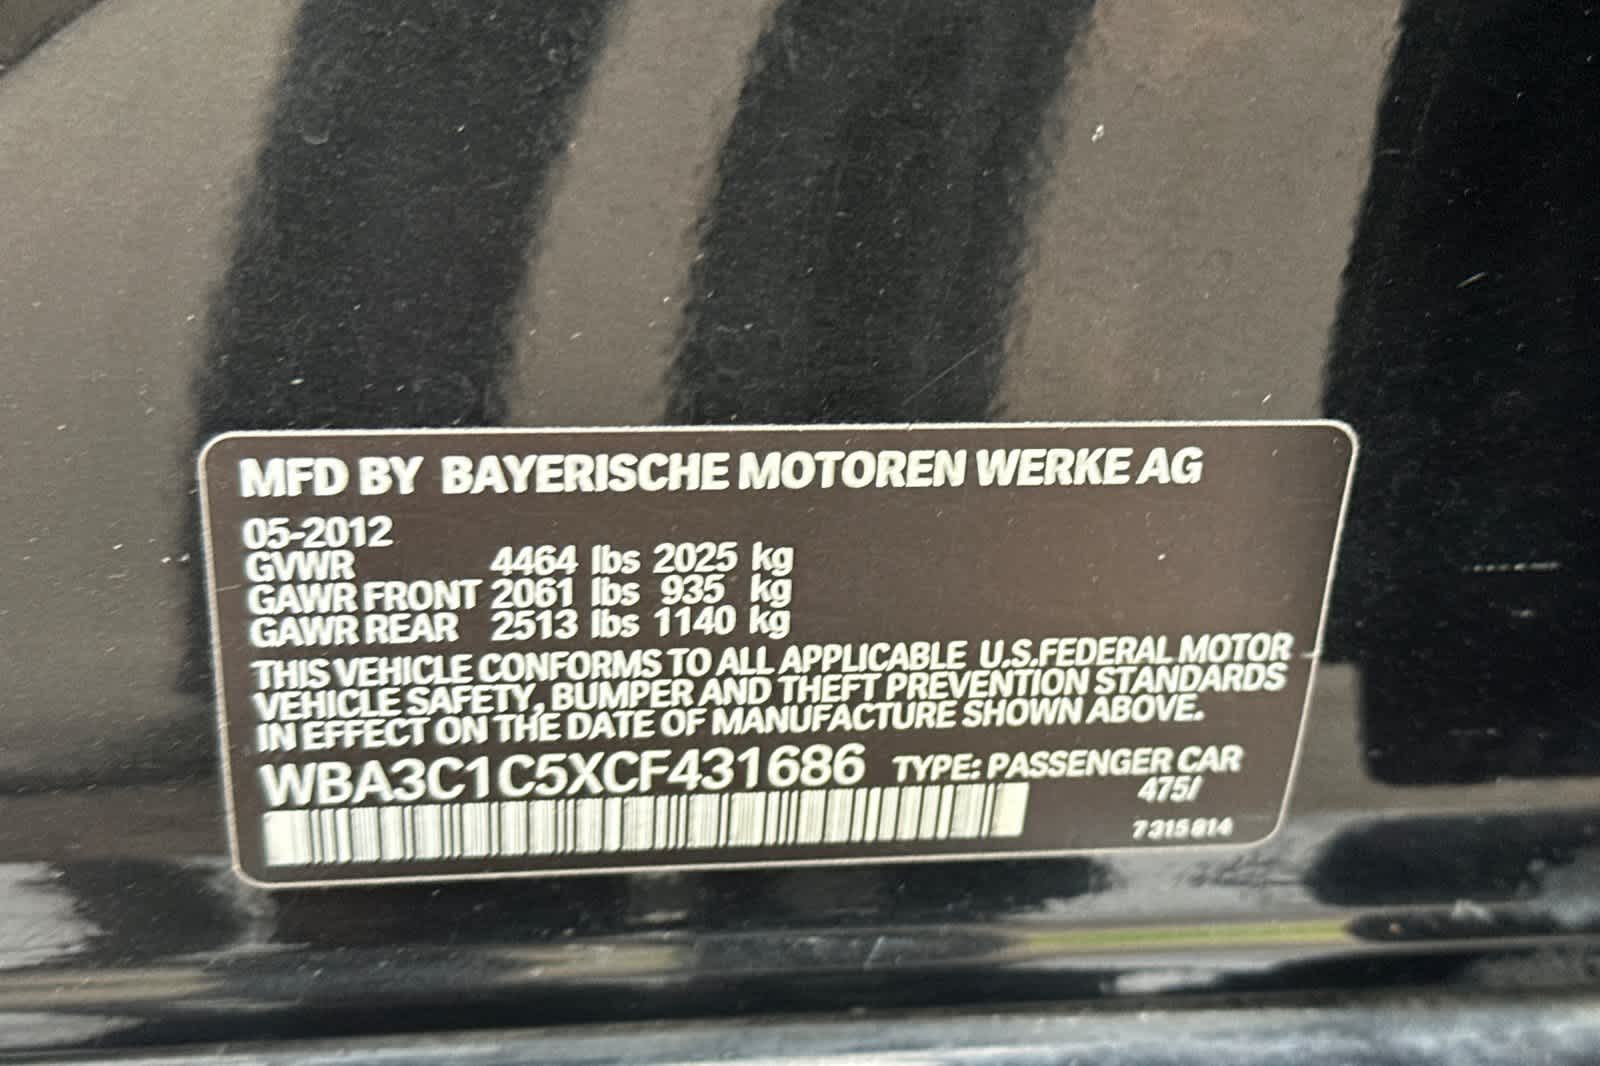 MFD BY BAYERISCHE MOTOREN WERKE AG
05-2012
GVWR 4464 lbs 2025 kg
GAWR FRONT 2061 lbs 935 kg
GAWR REAR 2513 lbs 1140 kg
THIS VEHICLE CONFORMS TO ALL APPLICABLE U.S.FEDERAL MOTOR
VEHICLE SAFETY, BUMPER AND THEFT PREVENTION STANDARDS
IN EFFECT ON THE DATE OF MANUFACTURE SHOWN ABOVE.
WBA3C1C5XCF431686 TYPE: PASSENGER CAR
475/
7 315 814